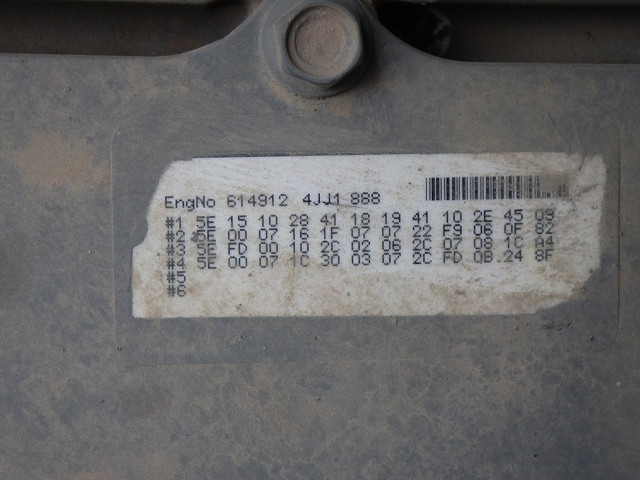 EngNo 614912 4JJ1 888
#1 5E 15 10 28 41 18 19 41 10 2E 45 09
#2 5E 00 07 16 1F 07 07 22 F9 06 0F 82
#3 5E FD 00 10 2C 02 06 2C 07 08 1C A4
#4 5E 00 07 1C 30 03 07 2C FD 0B 24 8F
#5
#6